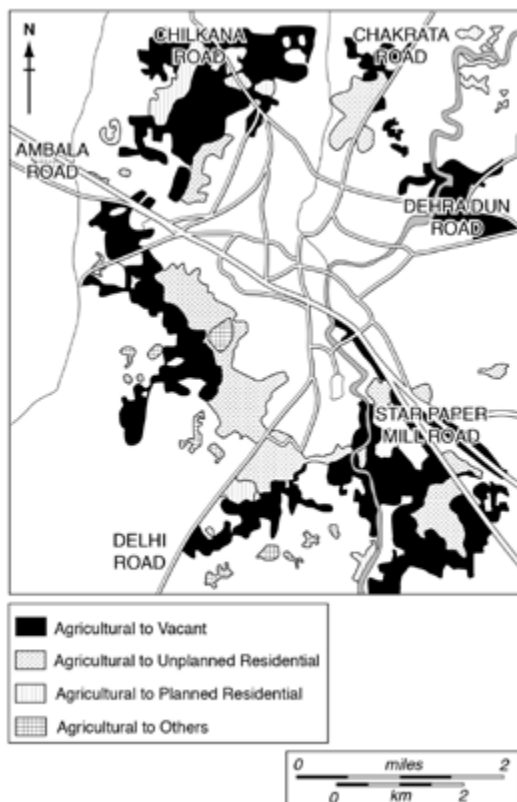 N
CHILKANA
ROAD
CHAKRATA
ROAD
AMBALA
ROAD
DEHRA DUN
ROAD
STAR PAPER
MILL ROAD
DELHI
ROAD
Agricultural to Vacant
Agricultural to Unplanned Residential
Agricultural to Planned Residential
Agricultural to Others
0 miles 2
0 km 2